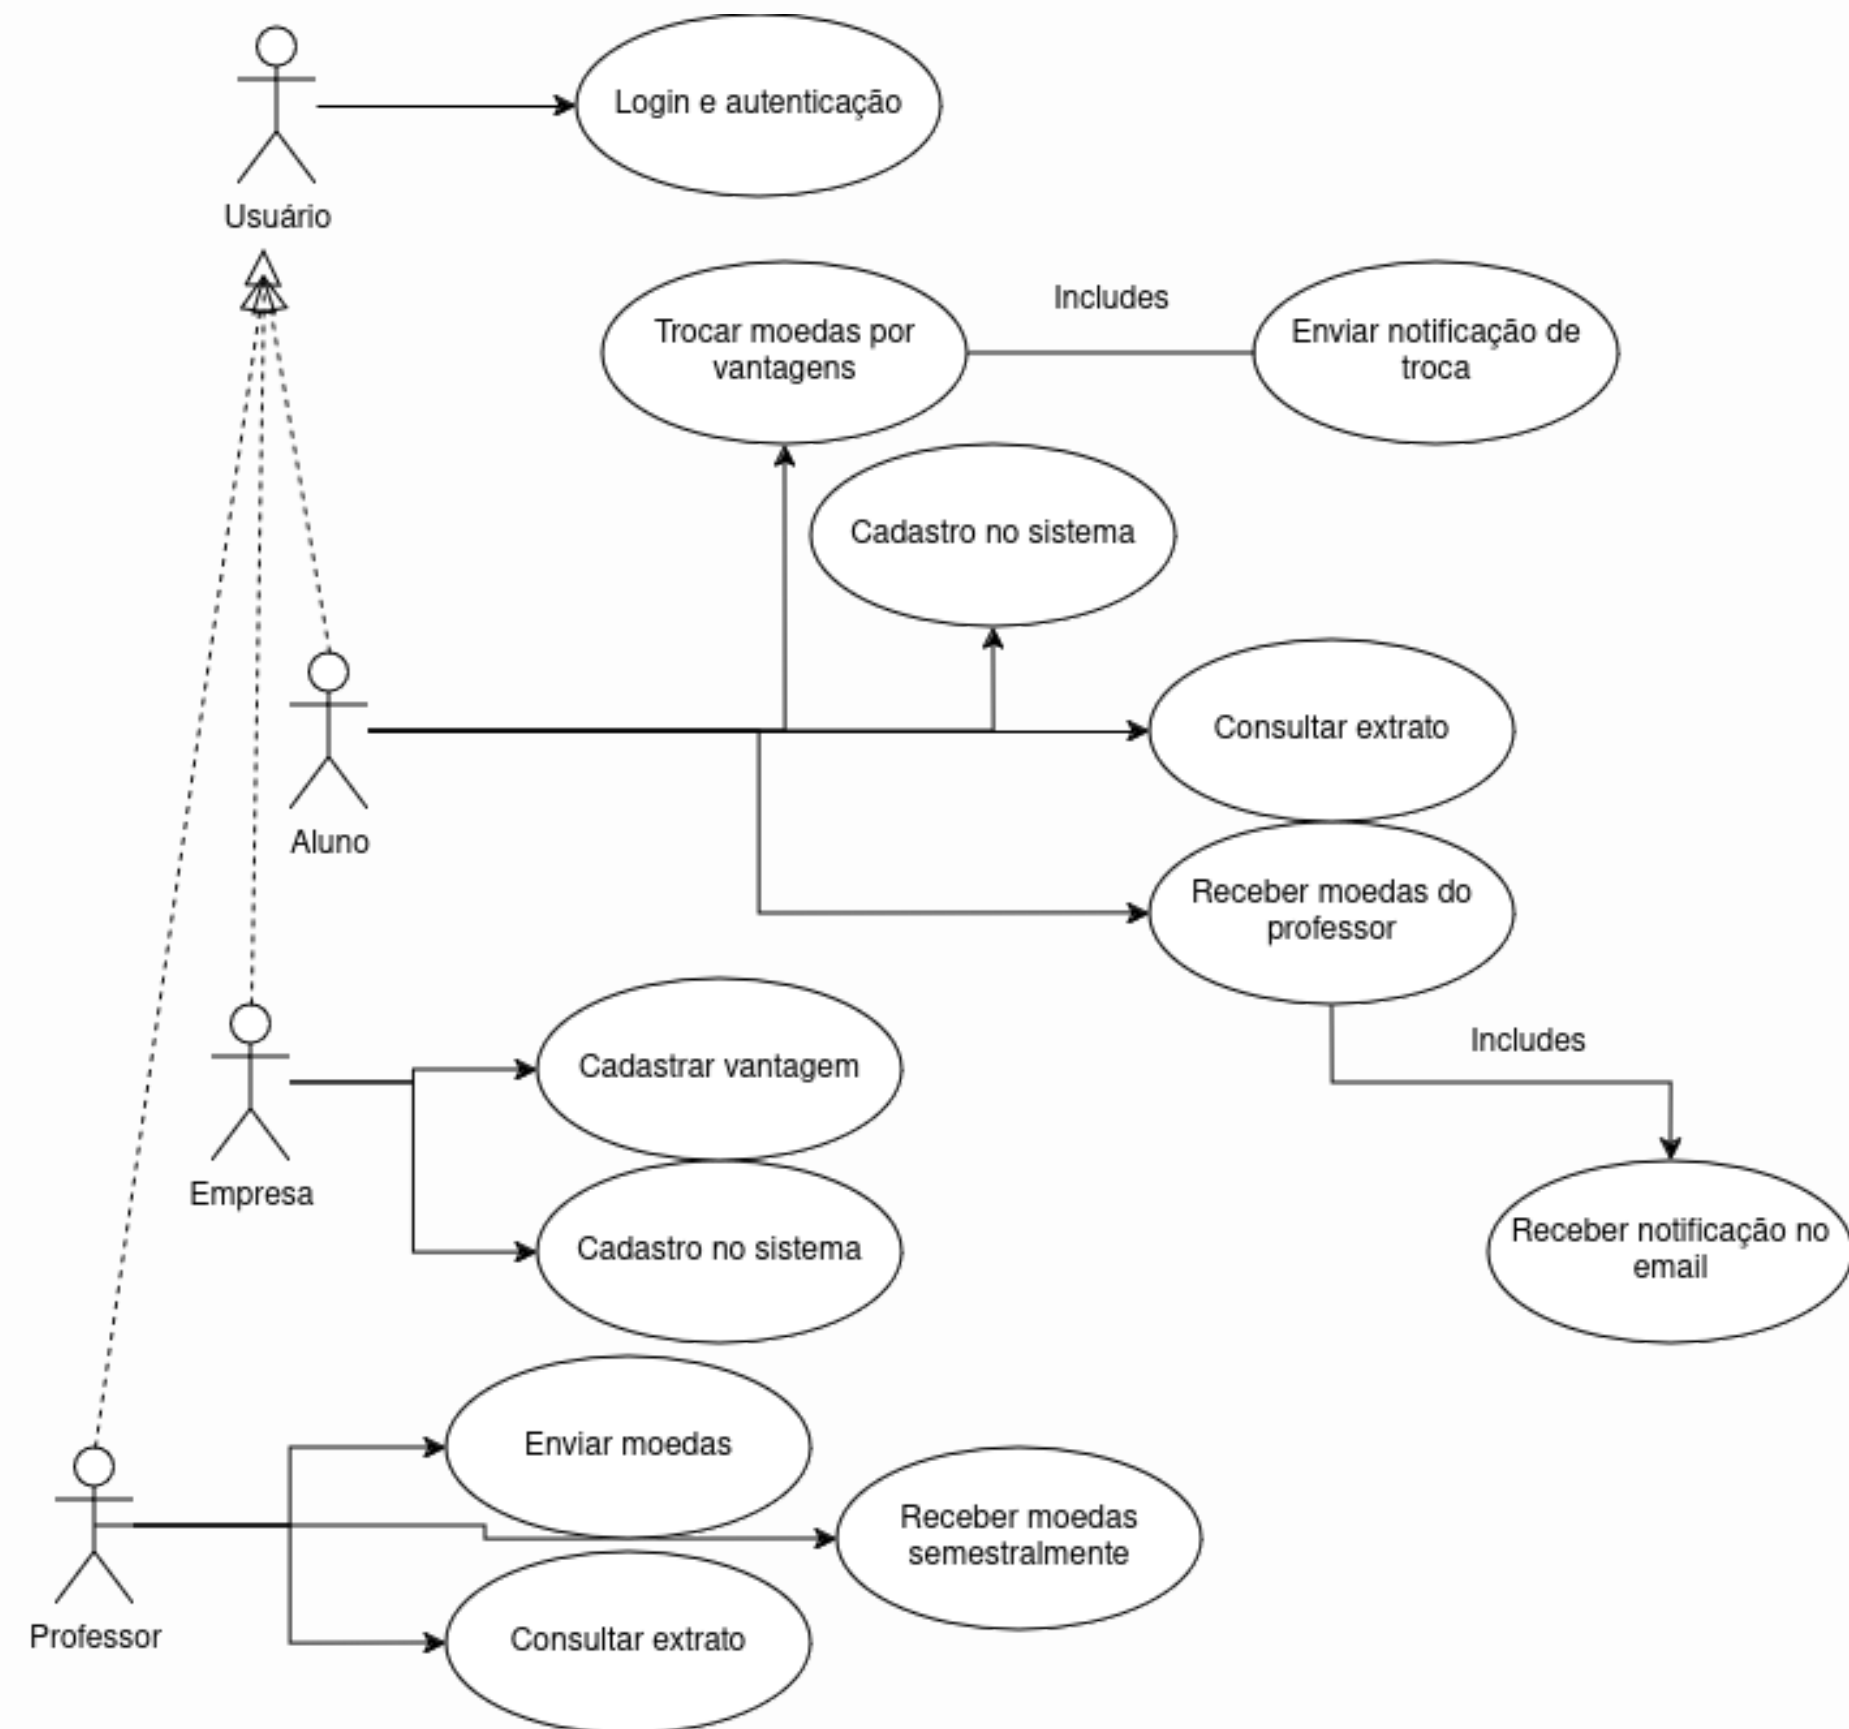 Login e autenticação
Usuário
Includes
Trocar moedas por
vantagens
Enviar notificação de
troca
Cadastro no sistema
Consultar extrato
Aluno
Receber moedas do
professor
Includes
Cadastrar vantagem
Empresa
Cadastro no sistema
Receber notificação no
email
Enviar moedas
Receber moedas
semestralmente
Professor
Consultar extrato